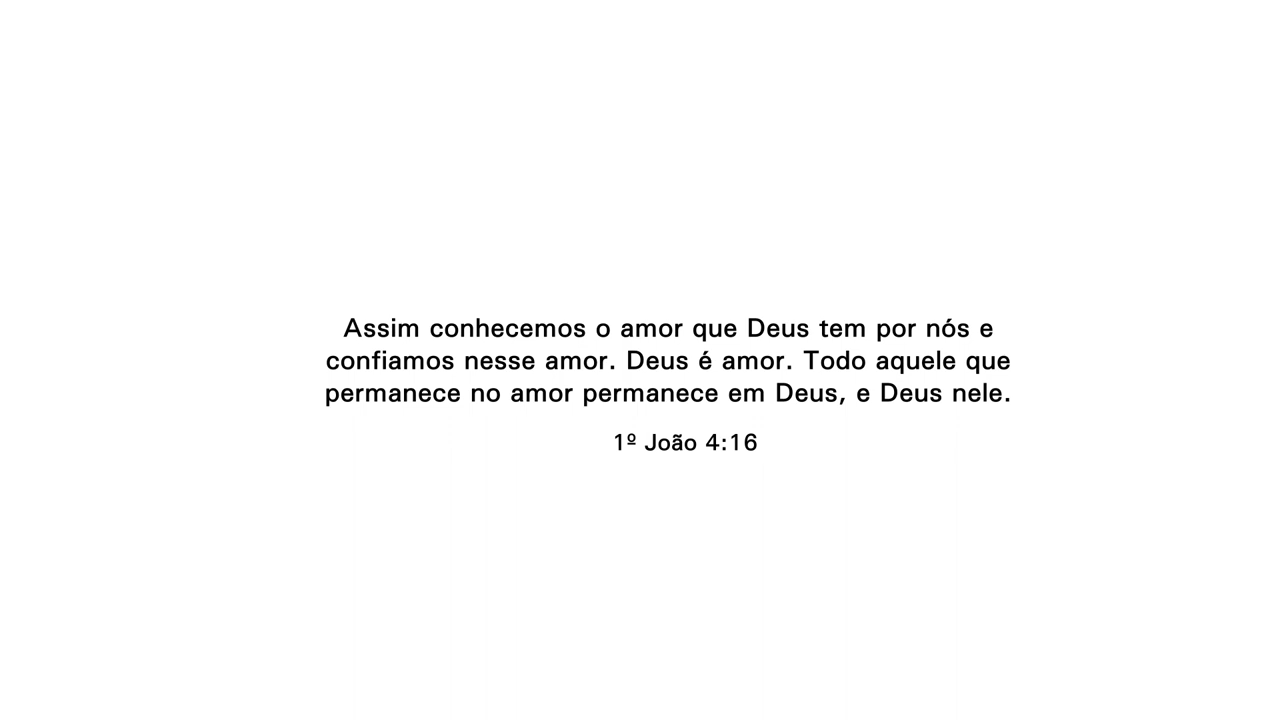 Assim conhecemos o amor que Deus tem por nós e
confiamos nesse amor. Deus é amor. Todo aquele que
permanece no amor permanece em Deus, e Deus nele.
1º João 4:16